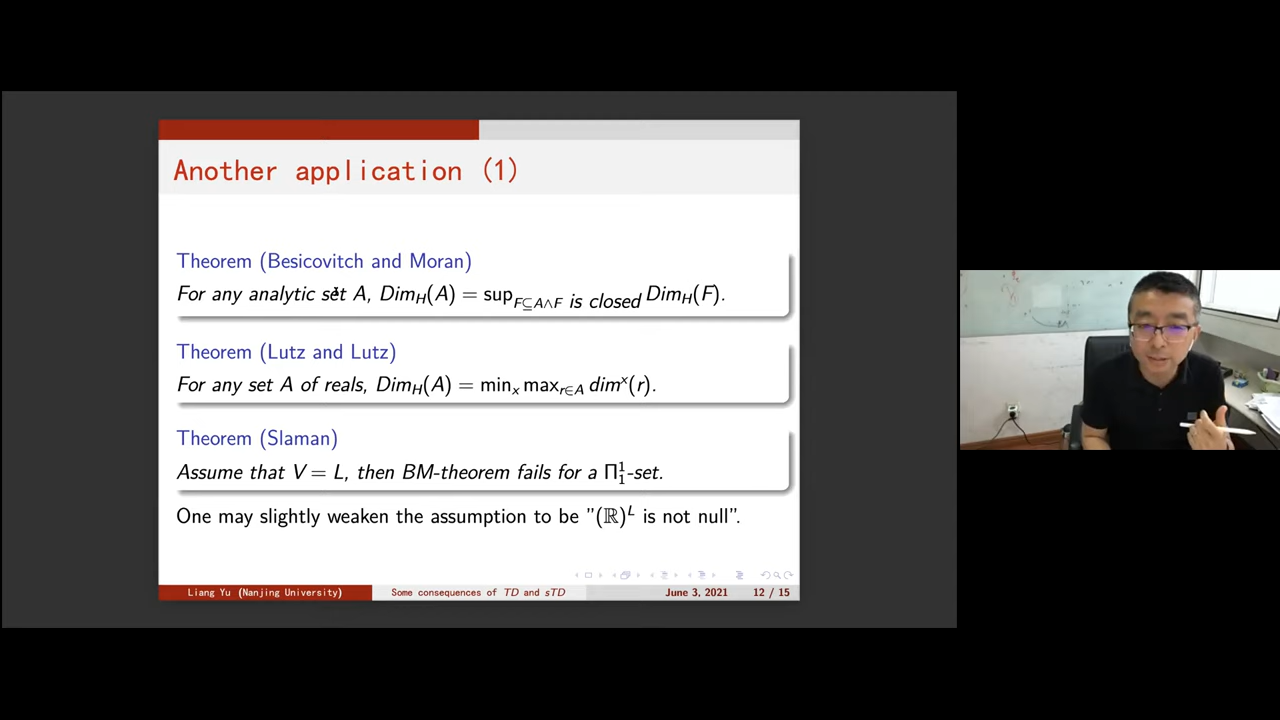 Another application (1)
Theorem (Besicovitch and Moran)
For any analytic set A, Dim_H(A) = sup_{F⊆A∧F is closed} Dim_H(F).
Theorem (Lutz and Lutz)
For any set A of reals, Dim_H(A) = min_x max_{r∈A} dim^x(r).
Theorem (Slaman)
Assume that V = L, then BM-theorem fails for a Π^1_1-set.
One may slightly weaken the assumption to be ”(ℝ)^L is not null”.
Liang Yu (Nanjing University) Some consequences of TD and sTD June 3, 2021 12 / 15